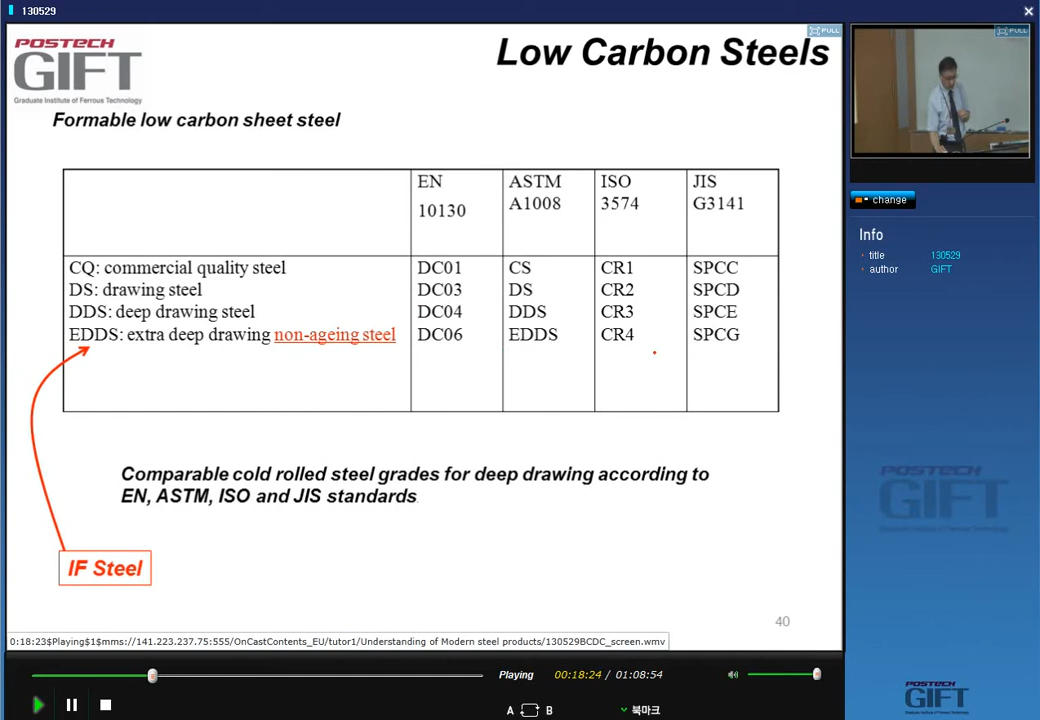 130529
POSTECH
GIFT
Graduate Institute of Ferrous Technology
FULL
Low Carbon Steels
Formable low carbon sheet steel
EN 10130
ASTM A1008
ISO 3574
JIS G3141
CQ: commercial quality steel DC01 CS CR1 SPCC
DS: drawing steel DC03 DS CR2 SPCD
DDS: deep drawing steel DC04 DDS CR3 SPCE
EDDS: extra deep drawing non-ageing steel DC06 EDDS CR4 SPCG
Comparable cold rolled steel grades for deep drawing according to
EN, ASTM, ISO and JIS standards
IF Steel
40
0:18:23$Playing$1$mms://141.223.237.75:555/OnCastContents_EU/tutor1/Understanding of Modern steel products/130529BCDC_screen.wmv
Playing 00:18:24 / 01:08:54
A B 북마크
FULL
change
Info
title 130529
author GIFT
POSTECH
GIFT
POSTECH
GIFT